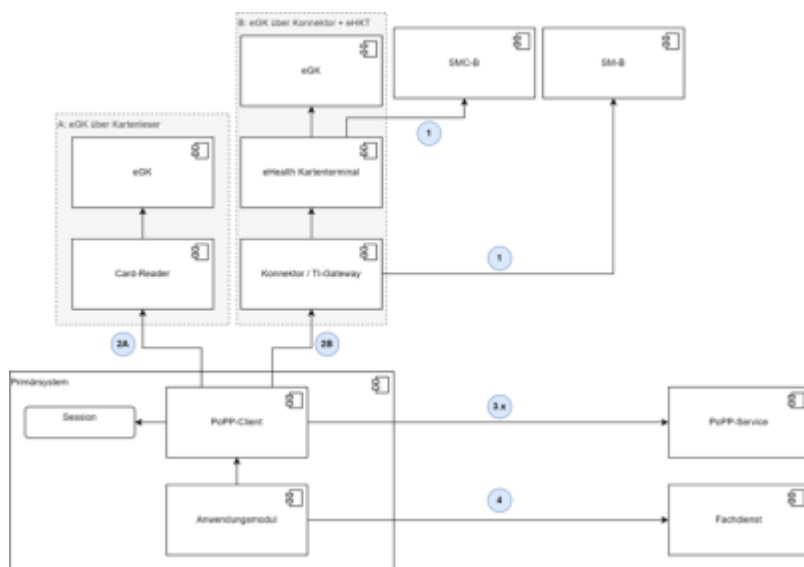 B: eGK über Konnektor + eHKT
eGK
SMC-B
SM-B
1
A: eGK über Kartenleser
eGK
eHealth Kartenterminal
Card-Reader
Konnektor / TI-Gateway
1
2A
2B
Primärsystem
Session
PoPP-Client
3.x
PoPP-Service
Anwendungsmodul
4
Fachdienst